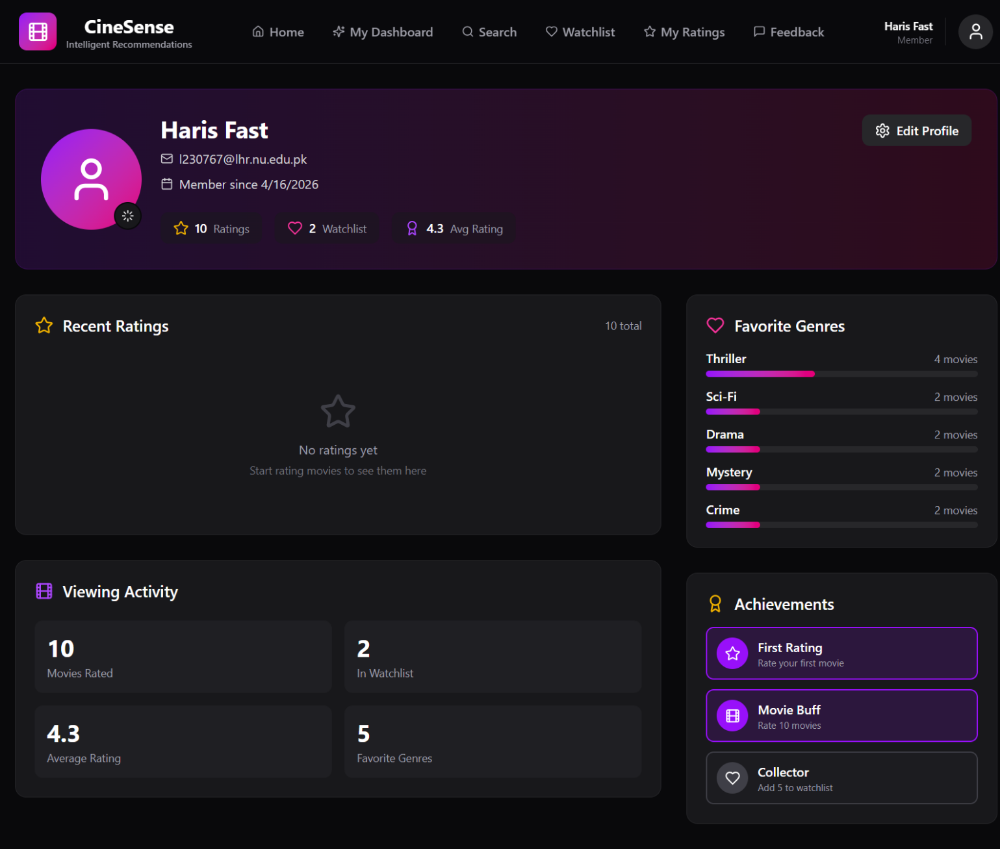 CineSense
Intelligent Recommendations
Home
My Dashboard
Search
Watchlist
My Ratings
Feedback
Haris Fast
Member
Haris Fast
l230767@lhr.nu.edu.pk
Member since 4/16/2026
10 Ratings
2 Watchlist
4.3 Avg Rating
Edit Profile
Recent Ratings
10 total
No ratings yet
Start rating movies to see them here
Viewing Activity
10
Movies Rated
2
In Watchlist
4.3
Average Rating
5
Favorite Genres
Favorite Genres
Thriller 4 movies
Sci-Fi 2 movies
Drama 2 movies
Mystery 2 movies
Crime 2 movies
Achievements
First Rating
Rate your first movie
Movie Buff
Rate 10 movies
Collector
Add 5 to watchlist